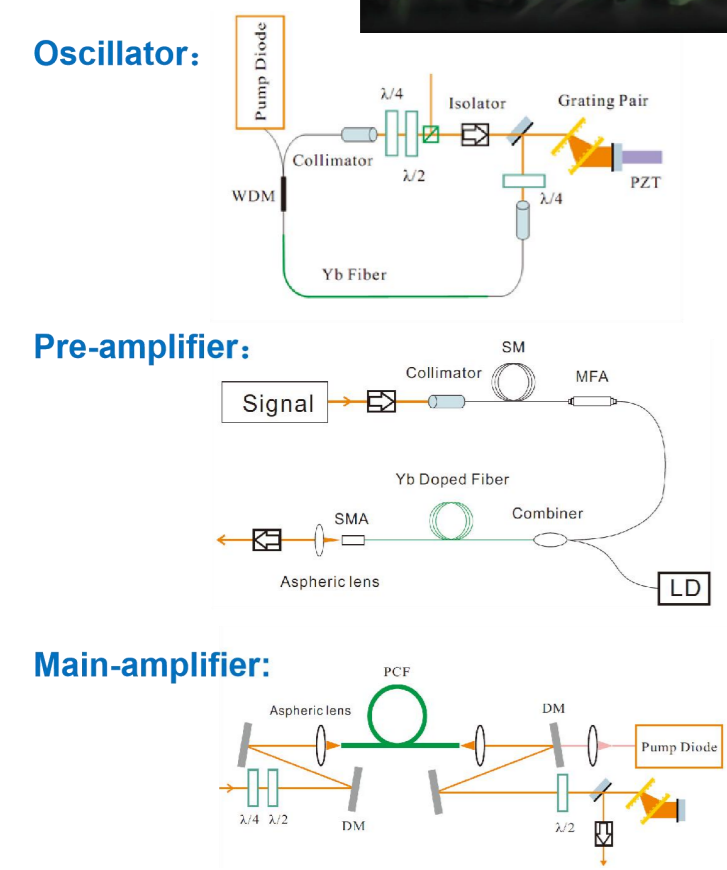 Oscillator：
Pump Diode
λ/4
Isolator
Grating Pair
Collimator
λ/2
PZT
WDM
λ/4
Yb Fiber
Pre-amplifier：
SM
Collimator
MFA
Signal
Yb Doped Fiber
SMA
Combiner
Aspheric lens
LD
Main-amplifier:
PCF
Aspheric lens
DM
Pump Diode
λ/4 λ/2
DM
λ/2